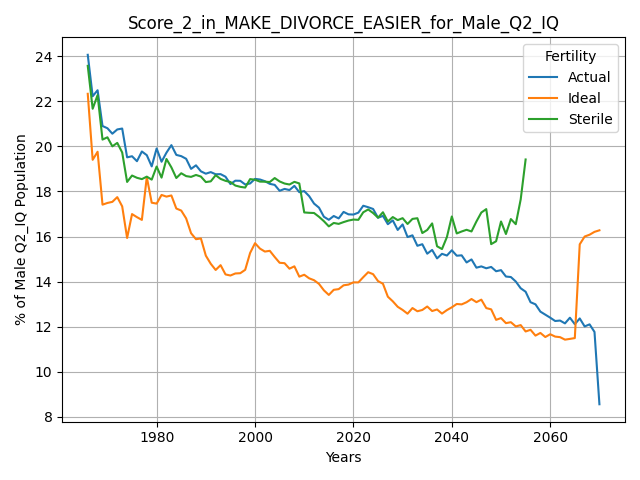 Score_2_in_MAKE_DIVORCE_EASIER_for_Male_Q2_IQ
% of Male Q2_IQ Population
24
22
20
18
16
14
12
10
8
1980
2000
2020
2040
2060
Years
Fertility
Actual
Ideal
Sterile